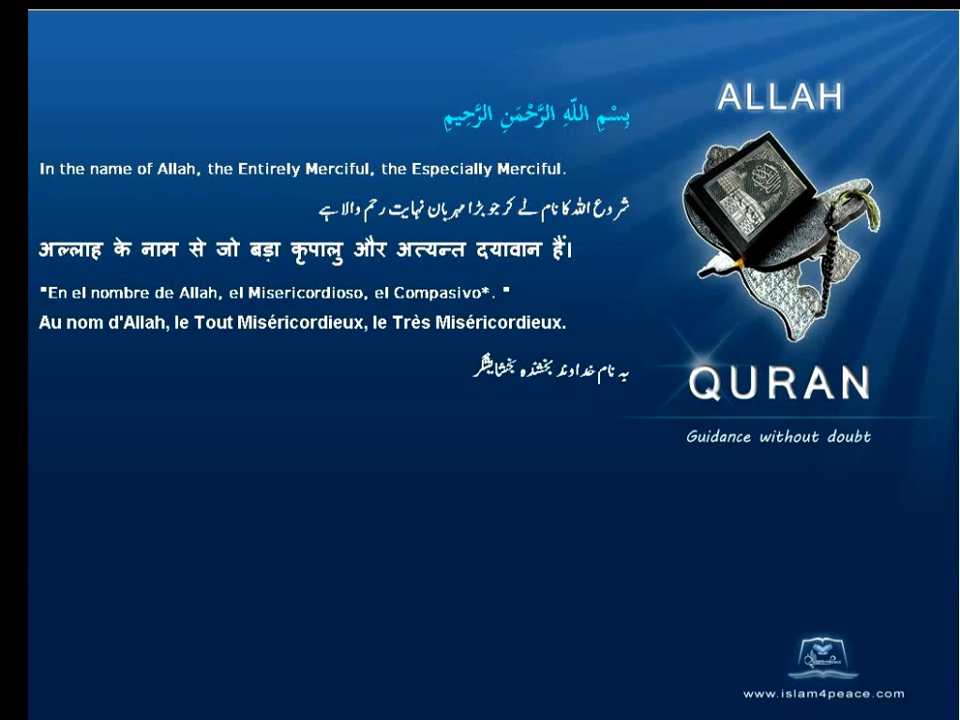 بِسْمِ اللّهِ الرَّحْمَنِ الرَّحِيمِ
In the name of Allah, the Entirely Merciful, the Especially Merciful.
شروع اللہ کا نام لے کر جو بڑا مہربان نہایت رحم والا ہے
अल्लाह के नाम से जो बड़ा कृपालु और अत्यन्त दयावान हैं।
"En el nombre de Allah, el Misericordioso, el Compasivo*. "
Au nom d'Allah, le Tout Miséricordieux, le Très Miséricordieux.
به نام خداوند بخشنده بخشایشگر
ALLAH
QURAN
Guidance without doubt
www.islam4peace.com